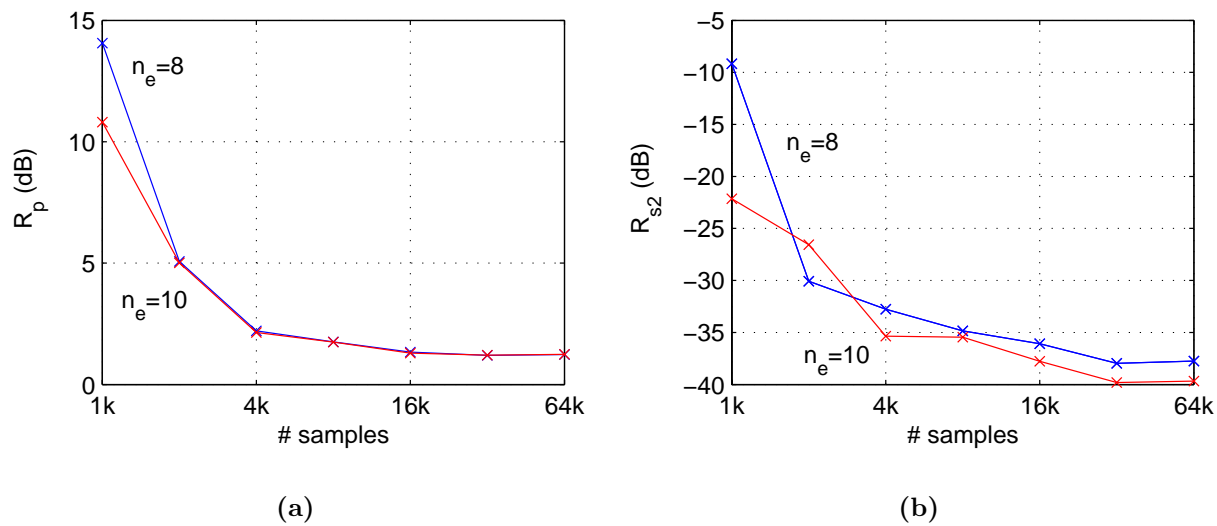 15
10
5
0
R_p (dB)
n_e=8
n_e=10
1k
4k
16k
64k
# samples
(a)
−5
−10
−15
−20
−25
−30
−35
−40
R_s2 (dB)
n_e=8
n_e=10
1k
4k
16k
64k
# samples
(b)